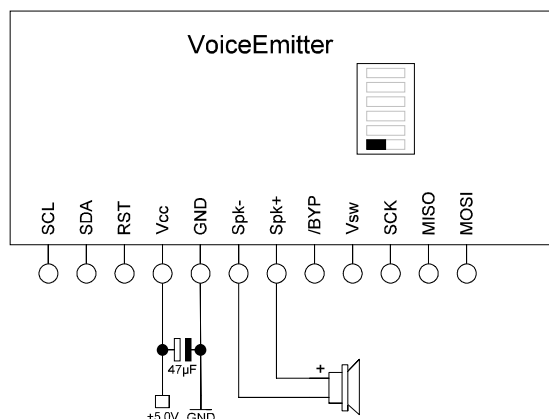 VoiceEmitter
SCL
SDA
RST
Vcc
GND
Spk-
Spk+
/BYP
Vsw
SCK
MISO
MOSI
+
47µF
+5.0V
GND